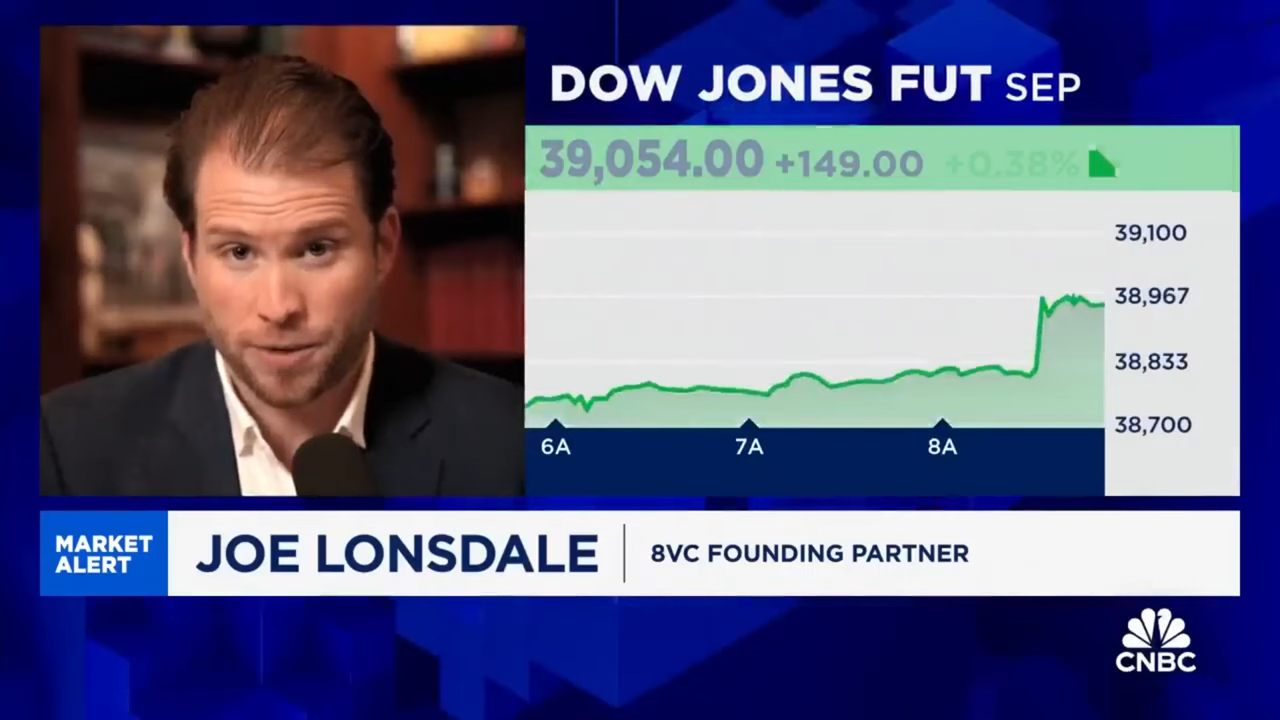 DOW JONES FUT SEP
39,054.00 +149.00 +0.38%
39,100
38,967
38,833
38,700
6A 7A 8A
MARKET
ALERT
JOE LONSDALE
8VC FOUNDING PARTNER
CNBC